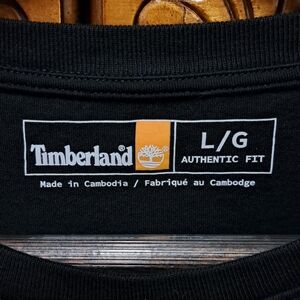 Timberland®
L/G
AUTHENTIC FIT
Made in Cambodia / Fabriqué au Cambodge